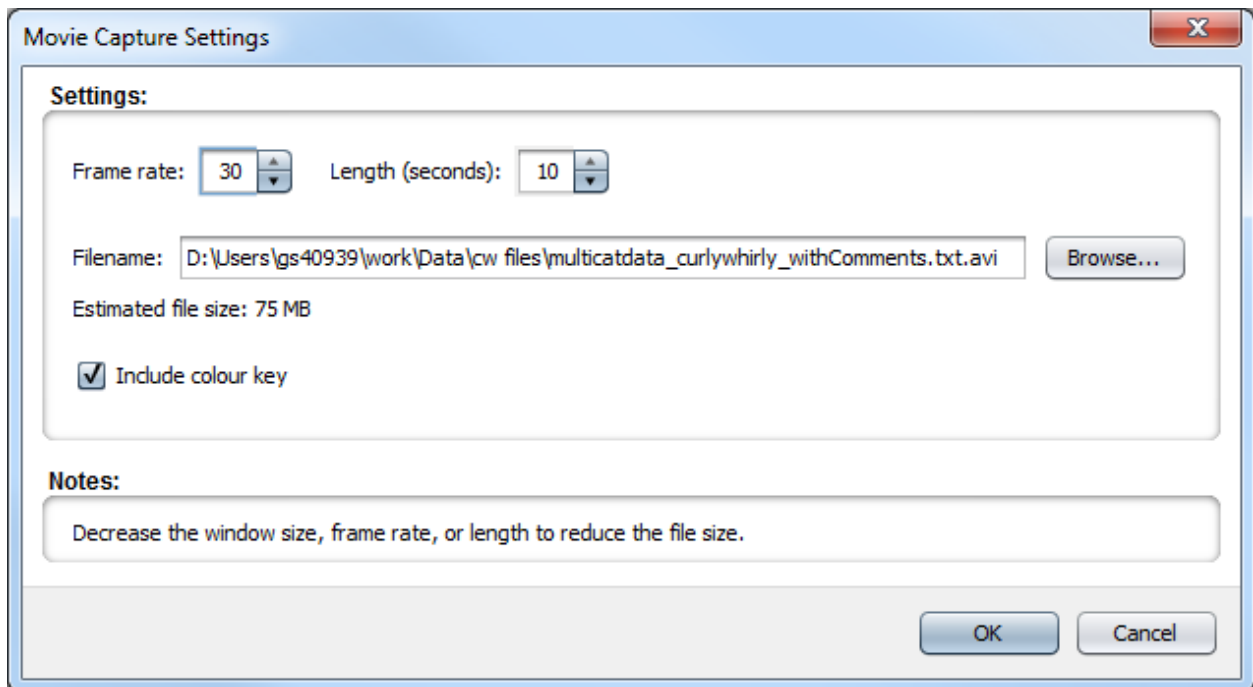 Movie Capture Settings
Settings:
Frame rate: 30 Length (seconds): 10
Filename: D:\Users\gs40939\work\Data\cw files\multicatdata_curlywhirly_withComments.txt.avi Browse...
Estimated file size: 75 MB
Include colour key
Notes:
Decrease the window size, frame rate, or length to reduce the file size.
OK Cancel